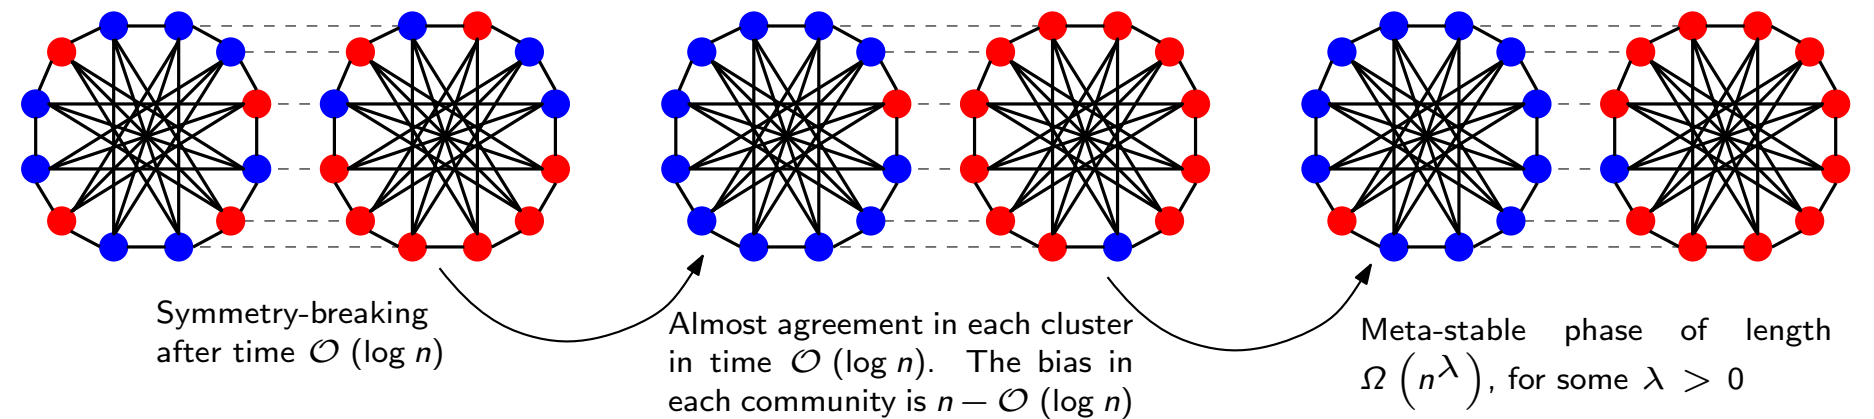 Symmetry-breaking
after time 𝒪 (log n)
Almost agreement in each cluster
in time 𝒪 (log n). The bias in
each community is n − 𝒪 (log n)
Meta-stable phase of length
Ω (n^λ), for some λ > 0